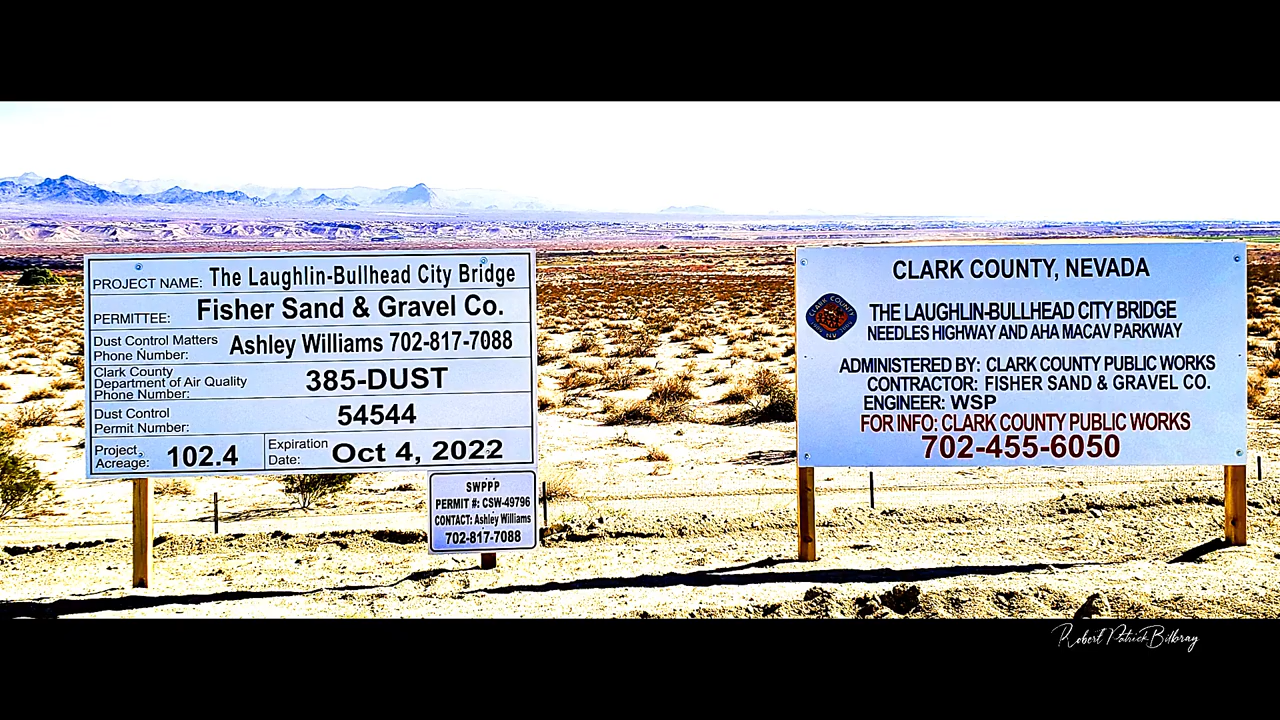 PROJECT NAME: The Laughlin-Bullhead City Bridge
PERMITTEE: Fisher Sand & Gravel Co.
Dust Control Matters
Phone Number: Ashley Williams 702-817-7088
Clark County
Department of Air Quality
Phone Number: 385-DUST
Dust Control
Permit Number: 54544
Project
Acreage: 102.4
Expiration
Date: Oct 4, 2022
SWPPP
PERMIT #: CSW-49796
CONTACT: Ashley Williams
702-817-7088
CLARK COUNTY, NEVADA
CLARK COUNTY
THE LAUGHLIN-BULLHEAD CITY BRIDGE
NEEDLES HIGHWAY AND AHA MACAV PARKWAY
ADMINISTERED BY: CLARK COUNTY PUBLIC WORKS
CONTRACTOR: FISHER SAND & GRAVEL CO.
ENGINEER: WSP
FOR INFO: CLARK COUNTY PUBLIC WORKS
702-455-6050
Robert Patrick Bilbray